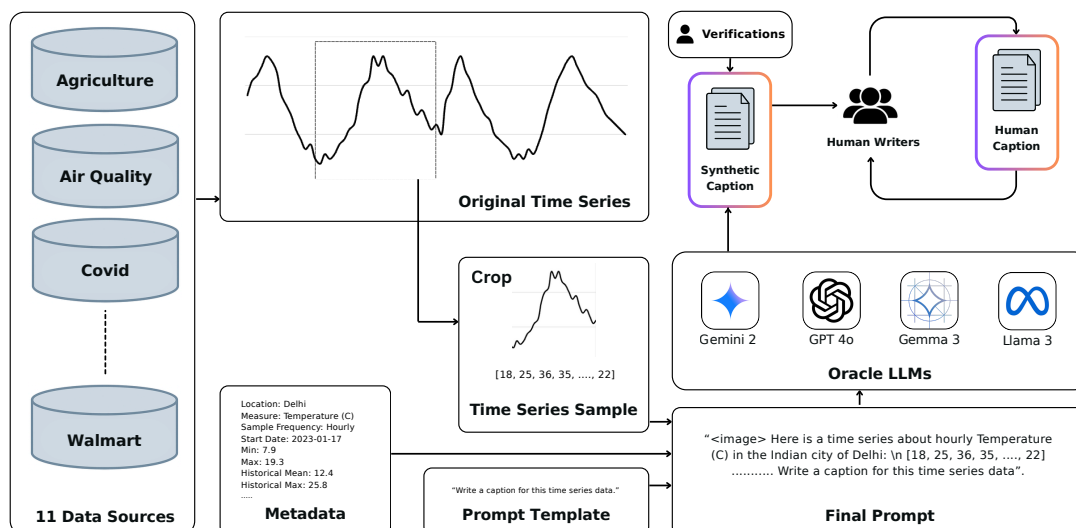 Agriculture
Air Quality
Covid
Walmart
11 Data Sources
Original Time Series
Crop
[18, 25, 36, 35, ...., 22]
Time Series Sample
Location: Delhi
Measure: Temperature (C)
Sample Frequency: Hourly
Start Date: 2023-01-17
Min: 7.9
Max: 19.3
Historical Mean: 12.4
Historical Max: 25.8
.....
Metadata
"Write a caption for this time series data."
Prompt Template
“<image> Here is a time series about hourly Temperature
(C) in the Indian city of Delhi: \n [18, 25, 36, 35, ...., 22]
........... Write a caption for this time series data”.
Final Prompt
Gemini 2
GPT 4o
Gemma 3
Llama 3
Oracle LLMs
Verifications
Synthetic
Caption
Human Writers
Human
Caption